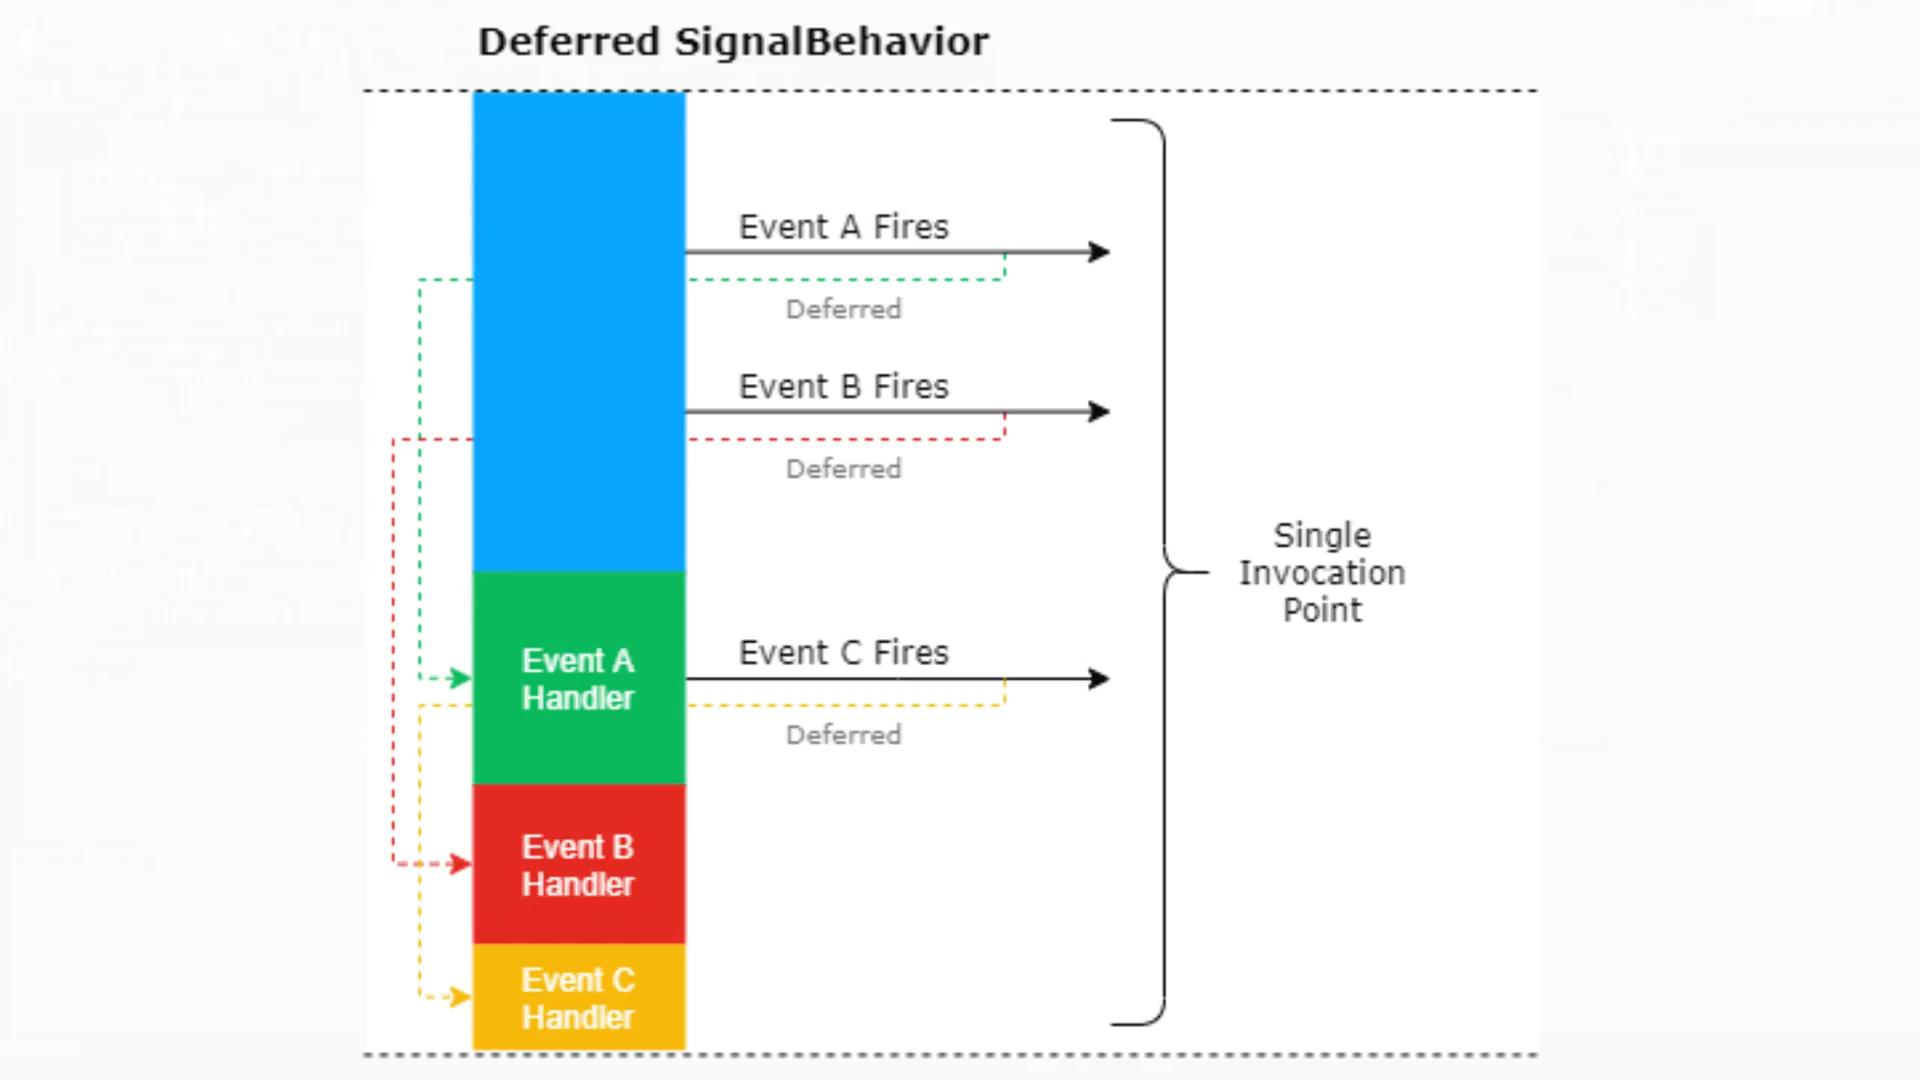 Deferred SignalBehavior
Event A Fires
Deferred
Event B Fires
Deferred
Single
Invocation
Point
Event A
Handler
Event C Fires
Deferred
Event B
Handler
Event C
Handler